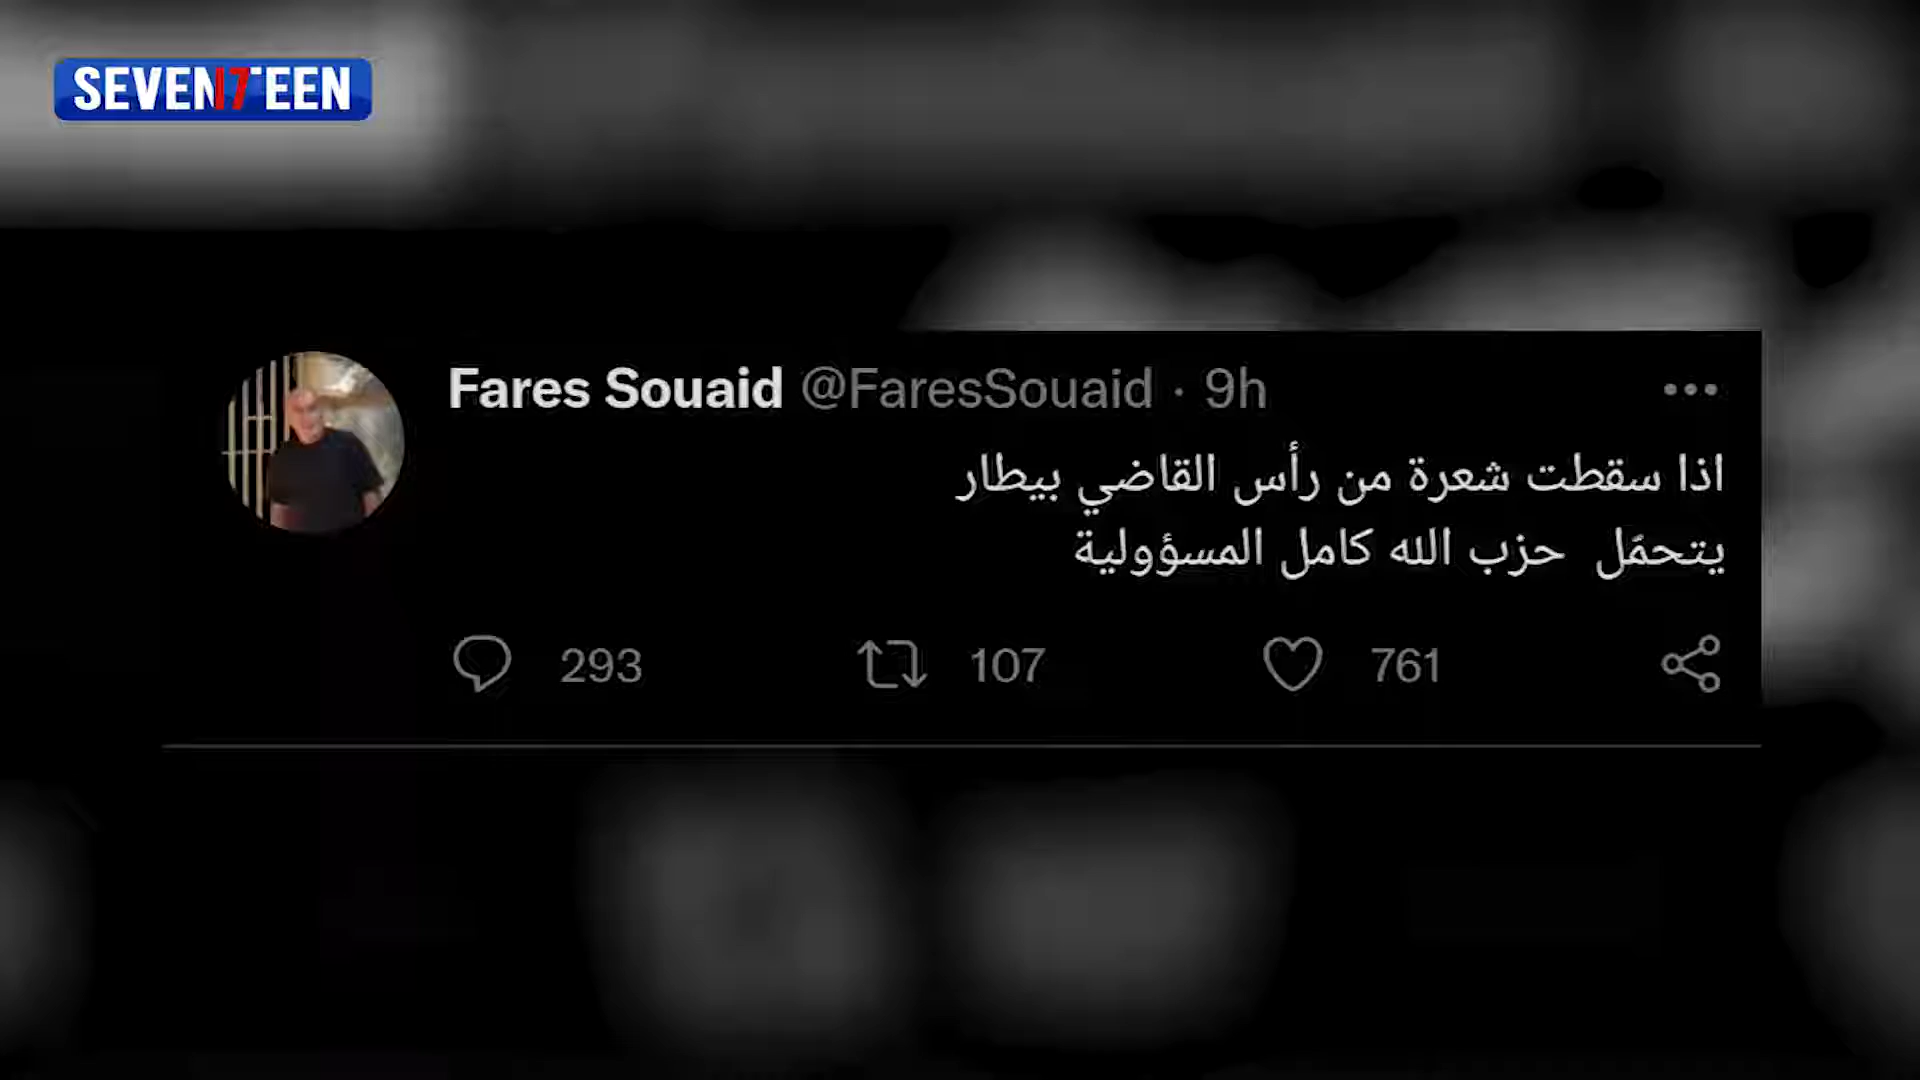 SEVEN17EEN
Fares Souaid @FaresSouaid · 9h
اذا سقطت شعرة من رأس القاضي بيطار
يتحمّل حزب الله كامل المسؤولية
293 107 761